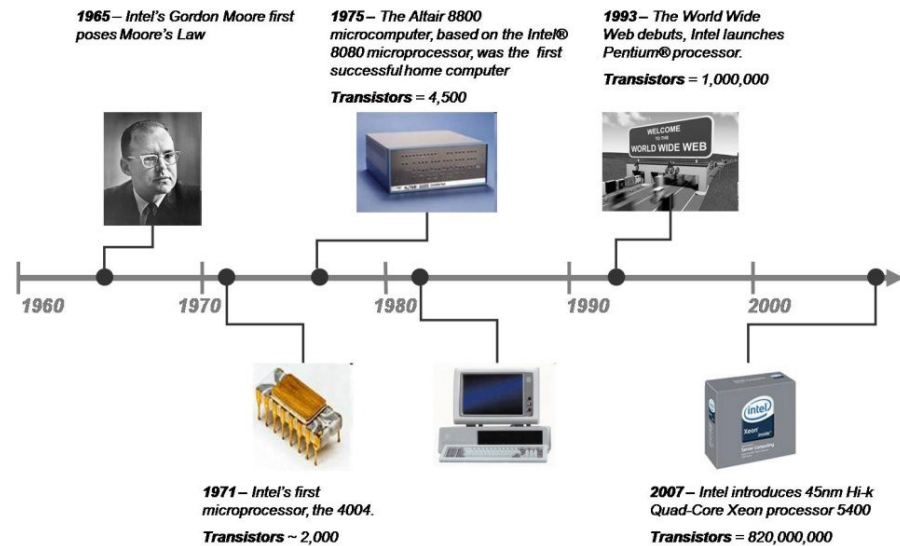 1965 – Intel's Gordon Moore first
poses Moore's Law
1975 – The Altair 8800
microcomputer, based on the Intel®
8080 microprocessor, was the first
successful home computer
Transistors = 4,500
1993 – The World Wide
Web debuts, Intel launches
Pentium® processor.
Transistors = 1,000,000
WELCOME
TO THE
WORLD WIDE WEB
1960
1970
1980
1990
2000
intel
Xeon
inside
1971 – Intel's first
microprocessor, the 4004.
Transistors ~ 2,000
2007 – Intel introduces 45nm Hi-k
Quad-Core Xeon processor 5400
Transistors = 820,000,000